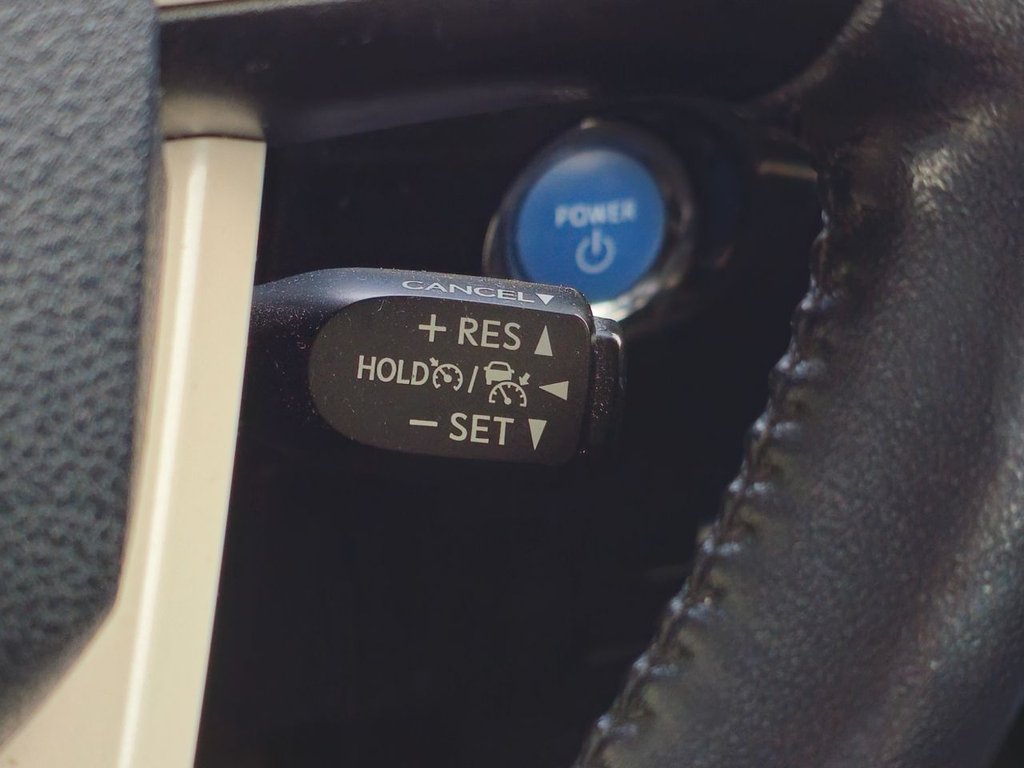 POWER
CANCEL
+ RES
HOLD /
- SET